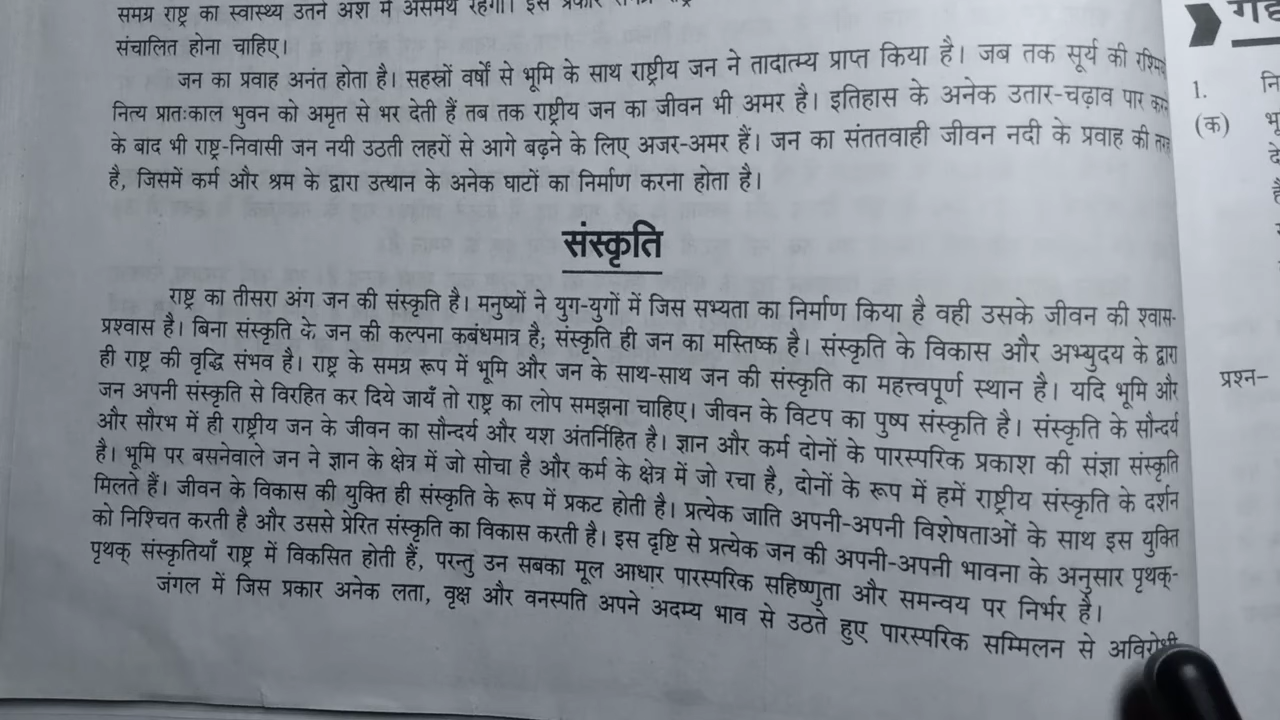 समग्र राष्ट्र का स्वास्थ्य उतने अंश में असमर्थ रहेगा। इस प्रकार
संचालित होना चाहिए।
जन का प्रवाह अनंत होता है। सहस्रों वर्षों से भूमि के साथ राष्ट्रीय जन ने तादात्म्य प्राप्त किया है। जब तक सूर्य की
नित्य प्रातःकाल भुवन को अमृत से भर देती हैं तब तक राष्ट्रीय जन का जीवन भी अमर है। इतिहास के अनेक उतार-चढ़ाव पार
के बाद भी राष्ट्र-निवासी जन नयी उठती लहरों से आगे बढ़ने के लिए अजर-अमर हैं। जन का संततवाही जीवन नदी के प्रवाह की
है, जिसमें कर्म और श्रम के द्वारा उत्थान के अनेक घाटों का निर्माण करना होता है।
संस्कृति
राष्ट्र का तीसरा अंग जन की संस्कृति है। मनुष्यों ने युग-युगों में जिस सभ्यता का निर्माण किया है वही उसके जीवन की श्वास-
प्रश्वास है। बिना संस्कृति के जन की कल्पना कबंधमात्र है; संस्कृति ही जन का मस्तिष्क है। संस्कृति के विकास और अभ्युदय के द्वारा
ही राष्ट्र की वृद्धि संभव है। राष्ट्र के समग्र रूप में भूमि और जन के साथ-साथ जन की संस्कृति का महत्त्वपूर्ण स्थान है। यदि भूमि और
जन अपनी संस्कृति से विरहित कर दिये जायँ तो राष्ट्र का लोप समझना चाहिए। जीवन के विटप का पुष्प संस्कृति है। संस्कृति के सौन्दर्य
और सौरभ में ही राष्ट्रीय जन के जीवन का सौन्दर्य और यश अंतर्निहित है। ज्ञान और कर्म दोनों के पारस्परिक प्रकाश की संज्ञा संस्कृति
है। भूमि पर बसनेवाले जन ने ज्ञान के क्षेत्र में जो सोचा है और कर्म के क्षेत्र में जो रचा है, दोनों के रूप में हमें राष्ट्रीय संस्कृति के दर्शन
मिलते हैं। जीवन के विकास की युक्ति ही संस्कृति के रूप में प्रकट होती है। प्रत्येक जाति अपनी-अपनी विशेषताओं के साथ इस युक्ति
को निश्चित करती है और उससे प्रेरित संस्कृति का विकास करती है। इस दृष्टि से प्रत्येक जन की अपनी-अपनी भावना के अनुसार पृथक्-
पृथक् संस्कृतियाँ राष्ट्र में विकसित होती हैं, परन्तु उन सबका मूल आधार पारस्परिक सहिष्णुता और समन्वय पर निर्भर है।
जंगल में जिस प्रकार अनेक लता, वृक्ष और वनस्पति अपने अदम्य भाव से उठते हुए पारस्परिक सम्मिलन से
1.
(क)
प्रश्न–